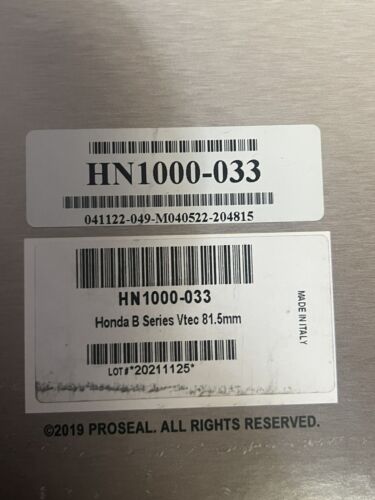 HN1000-033
041122-049-M040522-204815
HN1000-033
Honda B Series Vtec 81.5mm
LOT#*20211125*
MADE IN ITALY
©2019 PROSEAL. ALL RIGHTS RESERVED.